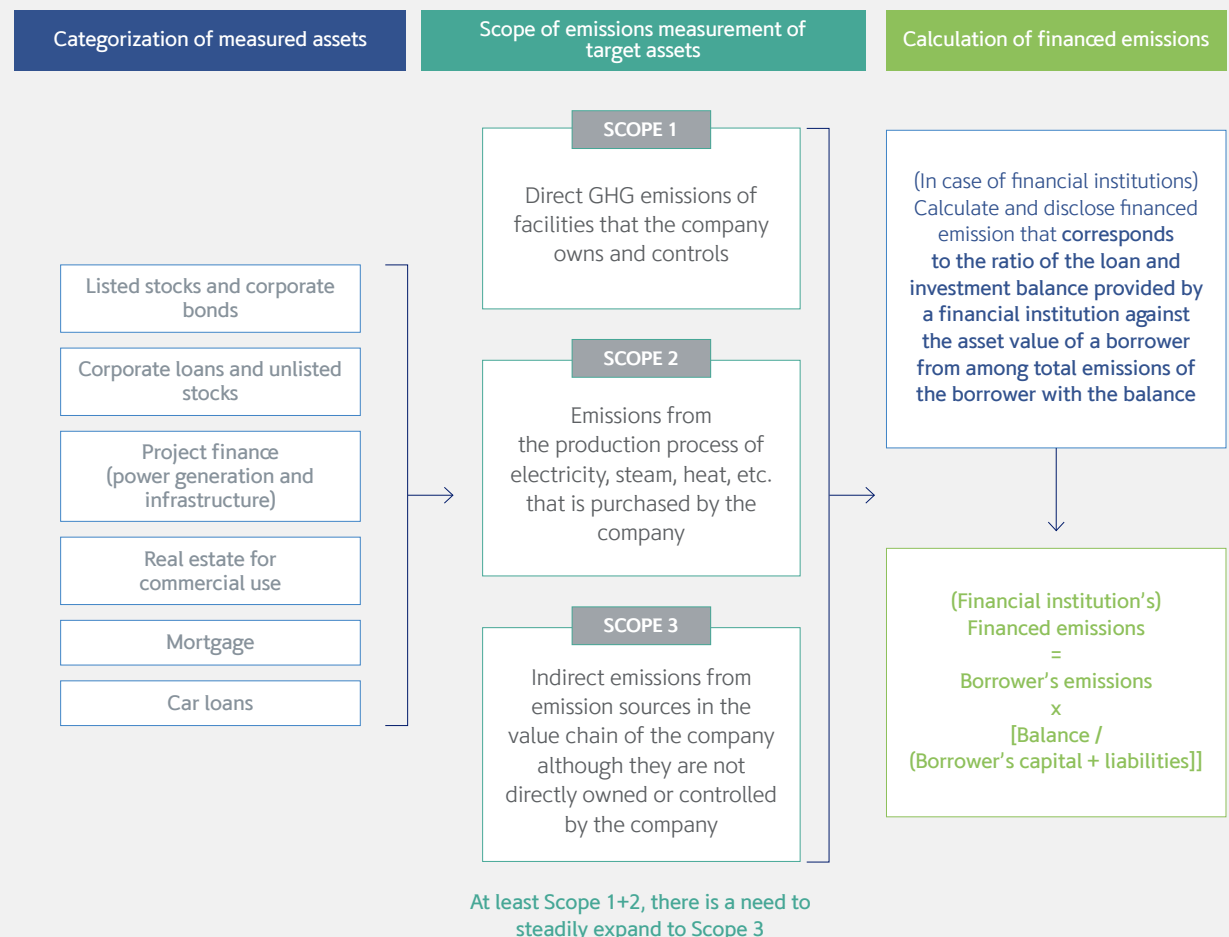 Categorization of measured assets
Scope of emissions measurement of
target assets
Calculation of financed emissions
Listed stocks and corporate
bonds
Corporate loans and unlisted
stocks
Project finance
(power generation and
infrastructure)
Real estate for
commercial use
Mortgage
Car loans
SCOPE 1
Direct GHG emissions of
facilities that the company
owns and controls
SCOPE 2
Emissions from
the production process of
electricity, steam, heat, etc.
that is purchased by the
company
SCOPE 3
Indirect emissions from
emission sources in the
value chain of the company
although they are not
directly owned or controlled
by the company
At least Scope 1+2, there is a need to
steadily expand to Scope 3
(In case of financial institutions)
Calculate and disclose financed
emission that corresponds
to the ratio of the loan and
investment balance provided by
a financial institution against
the asset value of a borrower
from among total emissions of
the borrower with the balance
(Financial institution's)
Financed emissions
=
Borrower's emissions
x
[Balance /
(Borrower's capital + liabilities]]